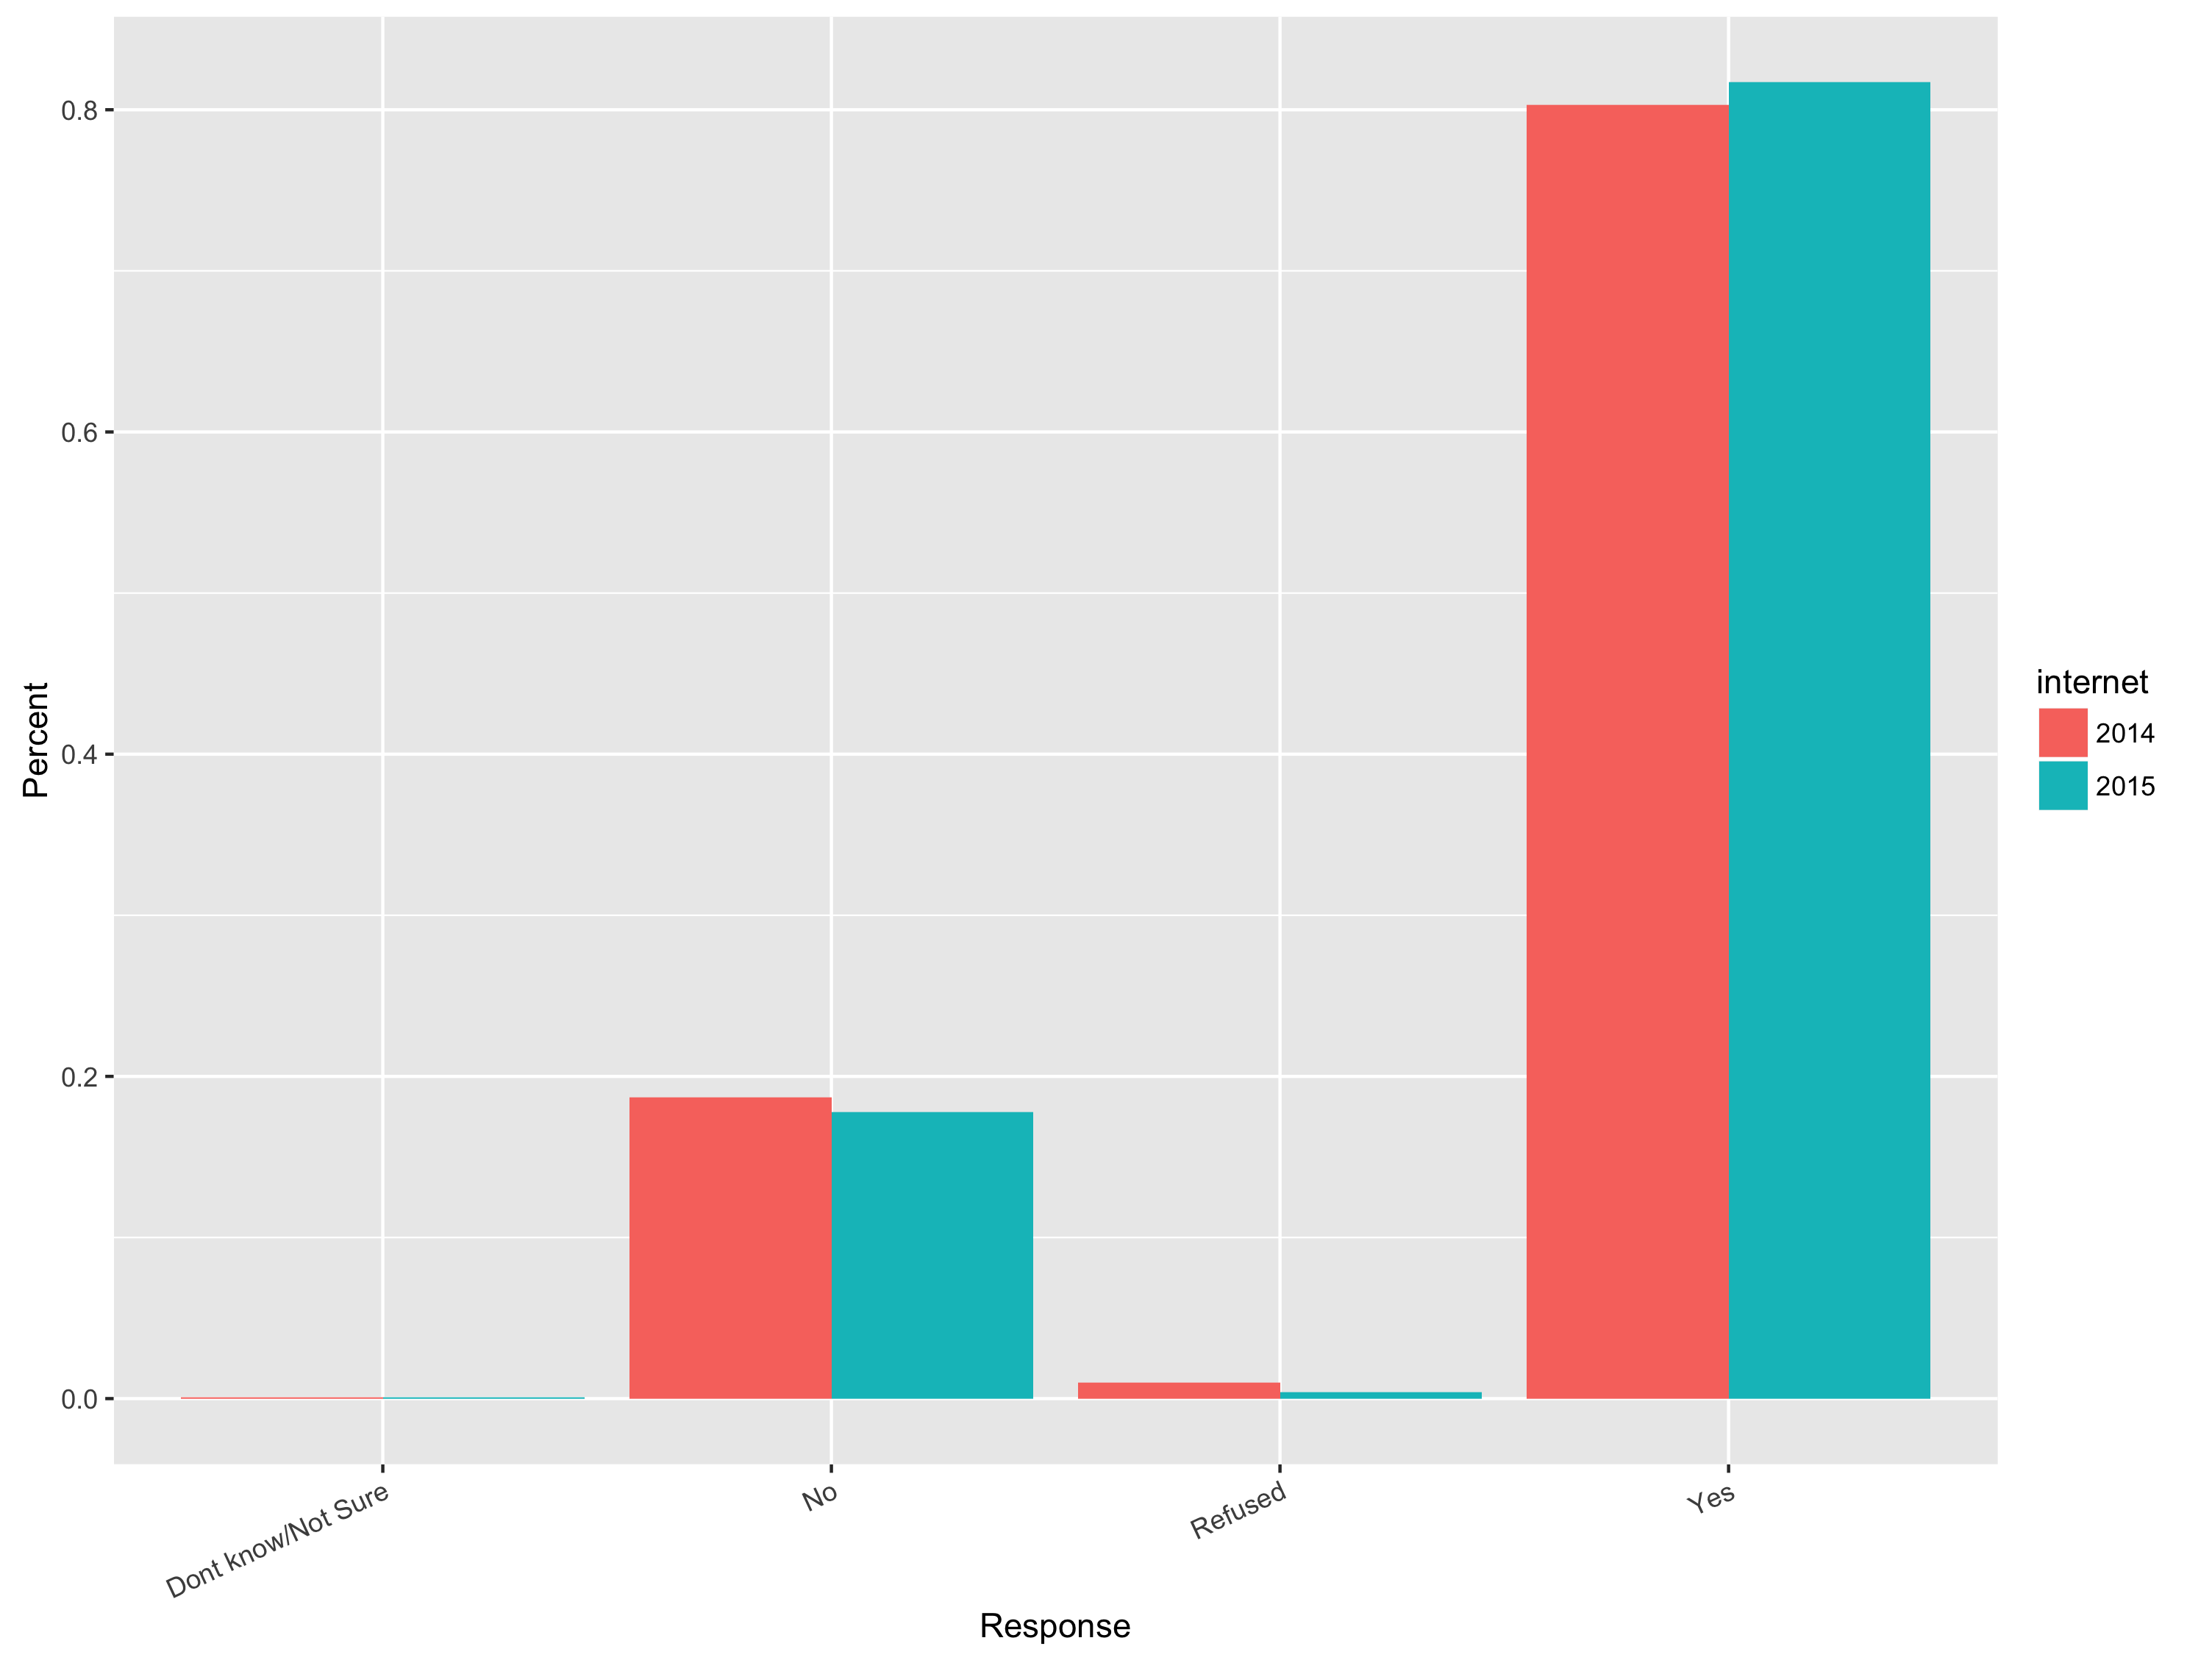 Percent
0.8
0.6
0.4
0.2
0.0
Dont know/Not Sure
No
Refused
Yes
Response
internet
2014
2015